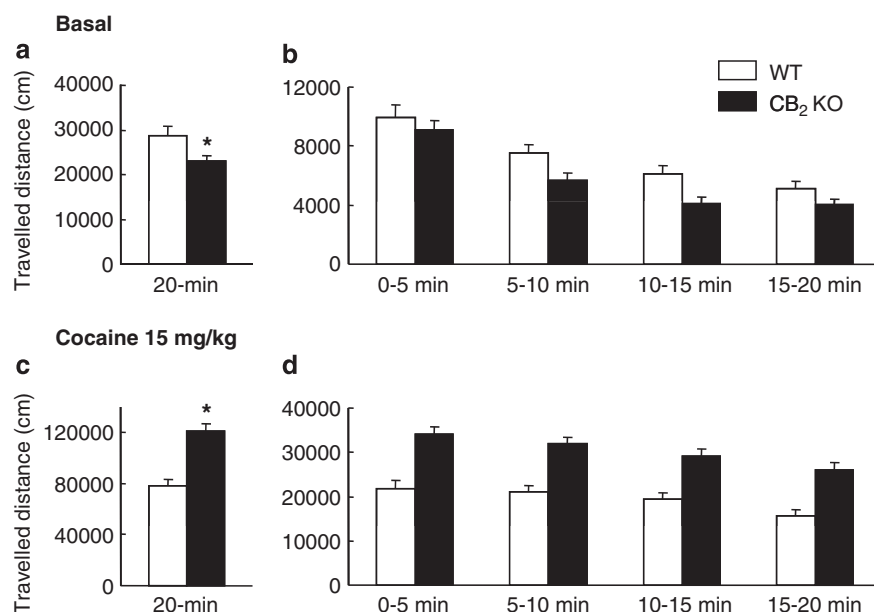 Basal
a
Travelled distance (cm)
40000
30000
20000
10000
0
20-min
*
b
12000
8000
4000
0
0-5 min 5-10 min 10-15 min 15-20 min
WT
CB₂ KO
Cocaine 15 mg/kg
c
Travelled distance (cm)
120000
80000
40000
0
20-min
*
d
40000
30000
20000
10000
0
0-5 min 5-10 min 10-15 min 15-20 min